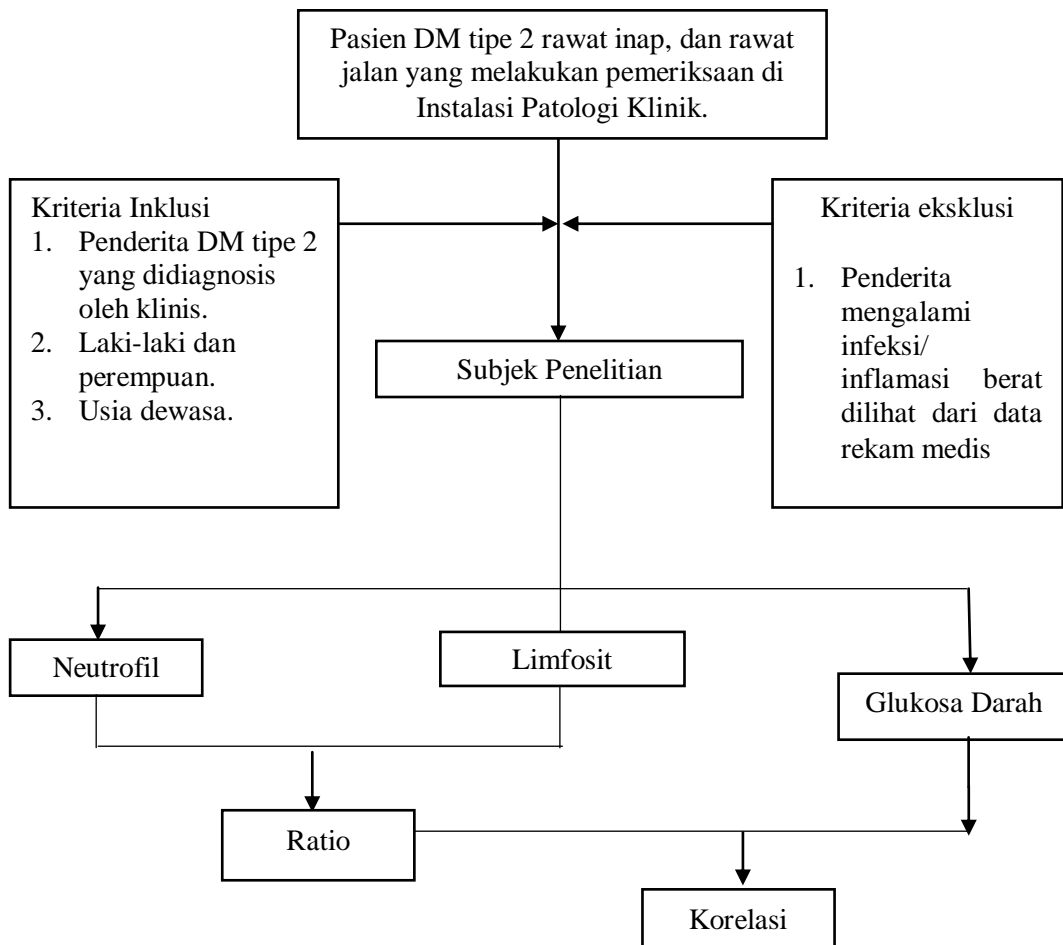 Pasien DM tipe 2 rawat inap, dan rawat
jalan yang melakukan pemeriksaan di
Instalasi Patologi Klinik.
Kriteria Inklusi
1. Penderita DM tipe 2
yang didiagnosis
oleh klinis.
2. Laki-laki dan
perempuan.
3. Usia dewasa.
Kriteria eksklusi
1. Penderita
mengalami
infeksi/
inflamasi berat
dilihat dari data
rekam medis
Subjek Penelitian
Neutrofil
Limfosit
Glukosa Darah
Ratio
Korelasi